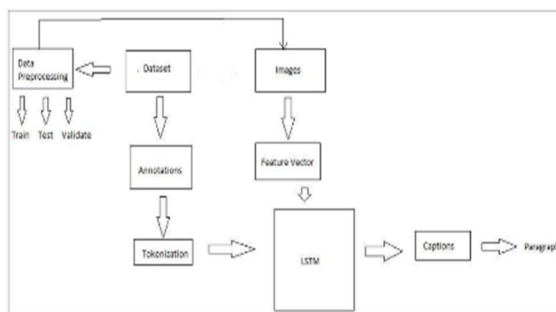 Data
Preprocessing
. Dataset
Images
Train Test Validate
Annotations
Feature Vector
Tokenization
LSTM
Captions
Paragraph